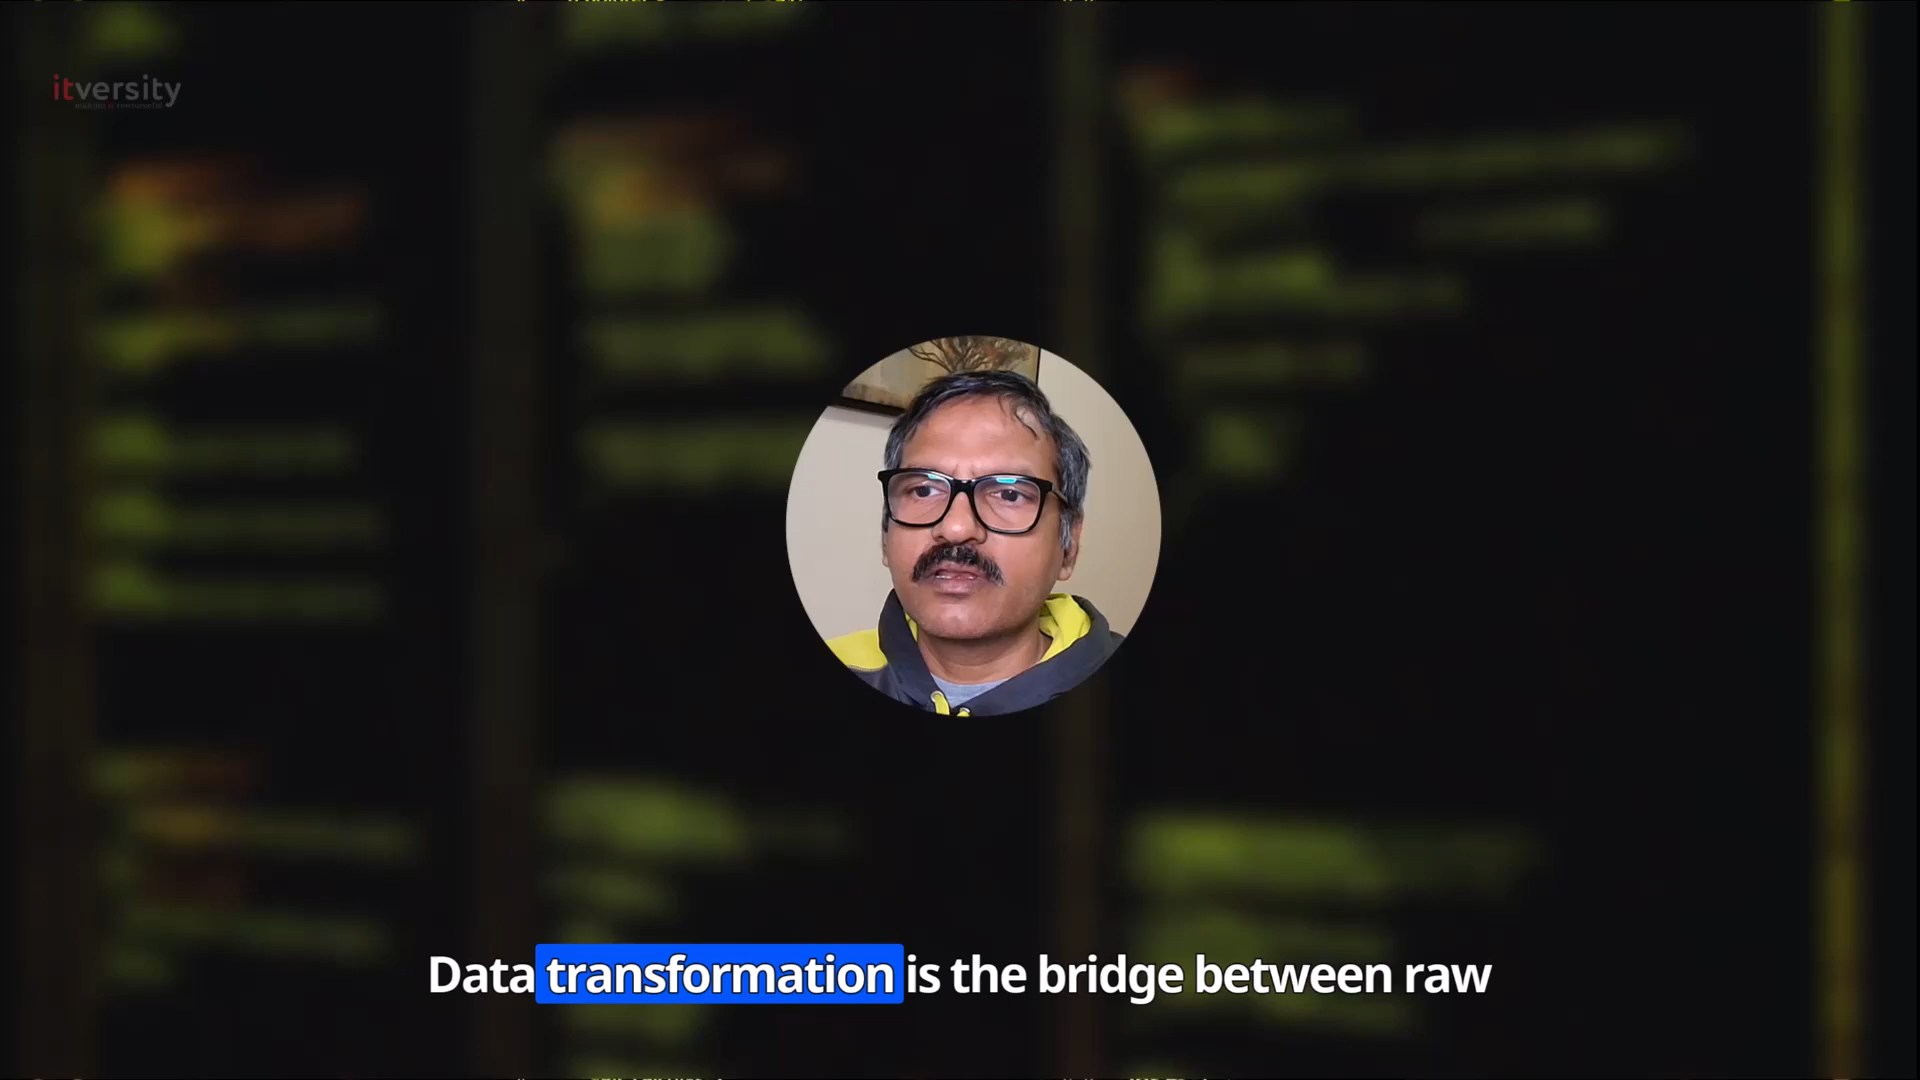 itversity
Data transformation is the bridge between raw